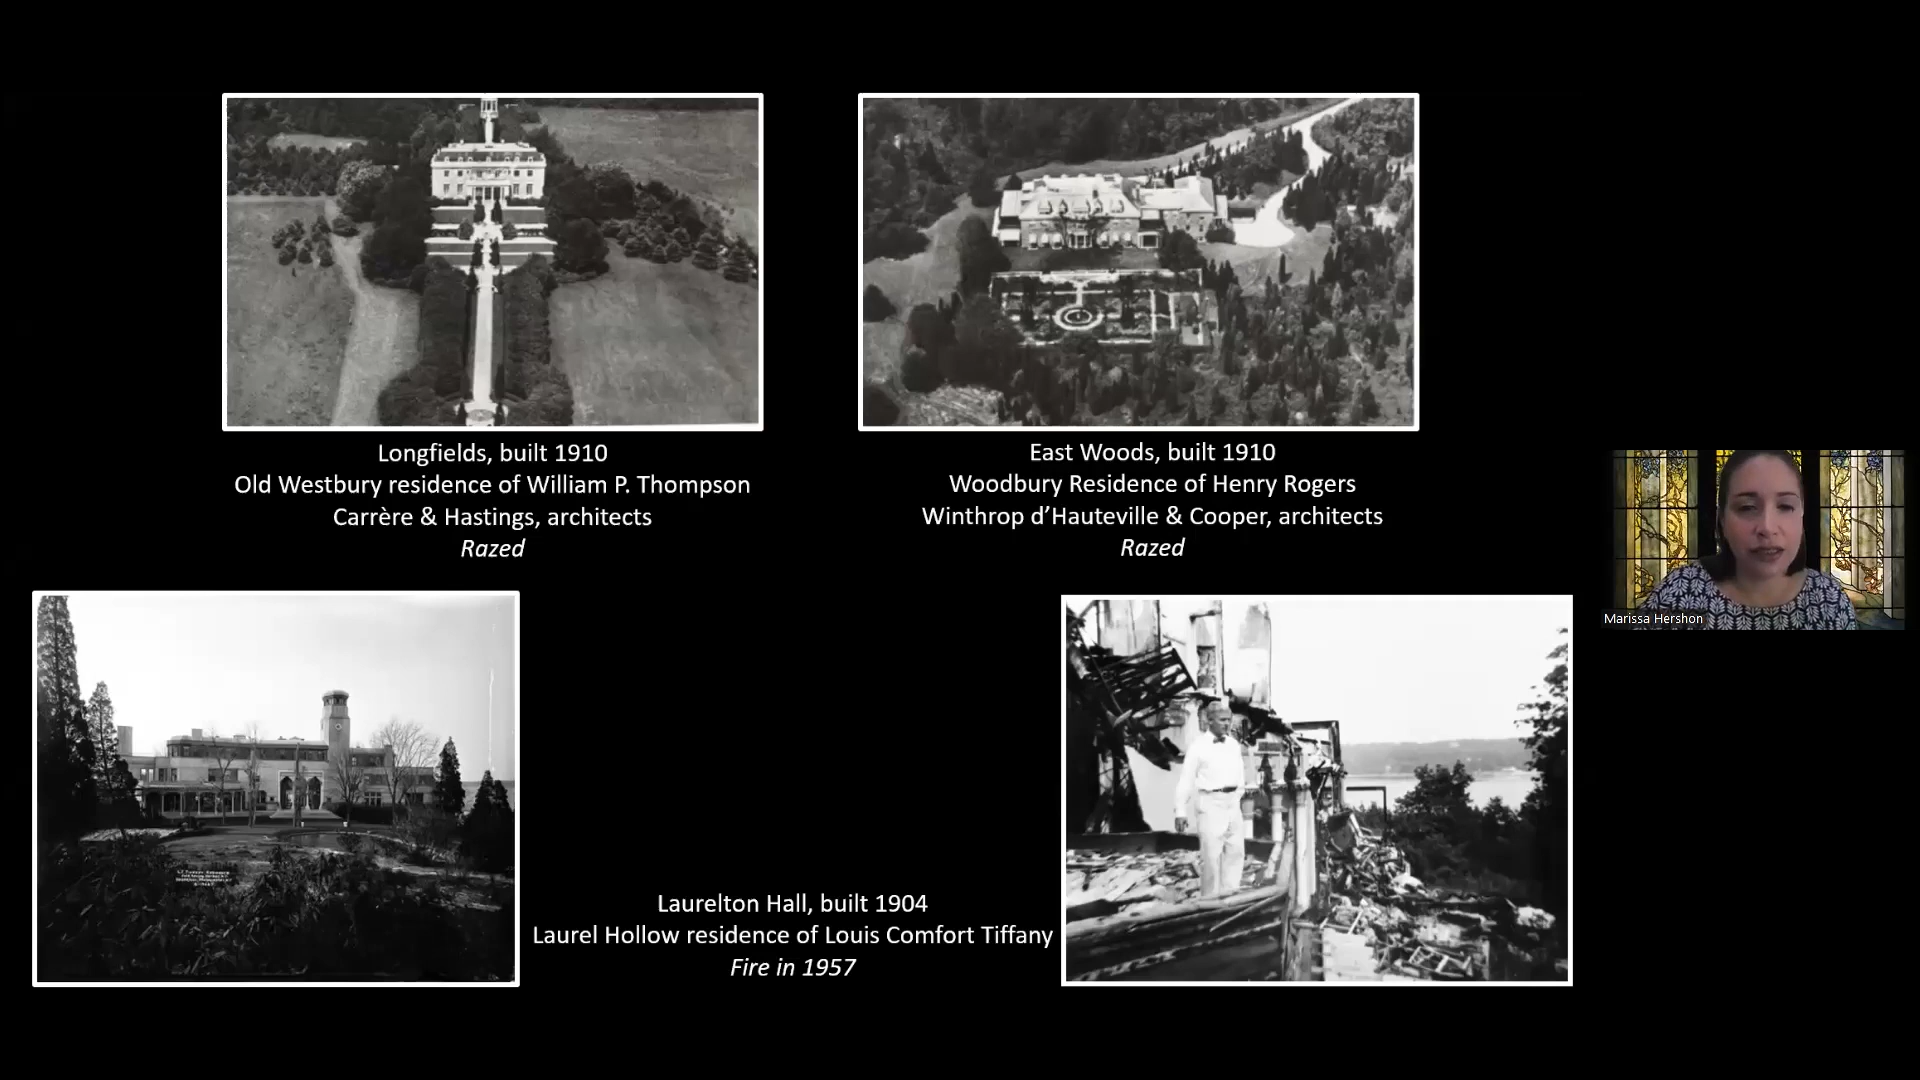 Longfields, built 1910
Old Westbury residence of William P. Thompson
Carrère & Hastings, architects
Razed
East Woods, built 1910
Woodbury Residence of Henry Rogers
Winthrop d’Hauteville & Cooper, architects
Razed
Marissa Hershon
Laurelton Hall, built 1904
Laurel Hollow residence of Louis Comfort Tiffany
Fire in 1957